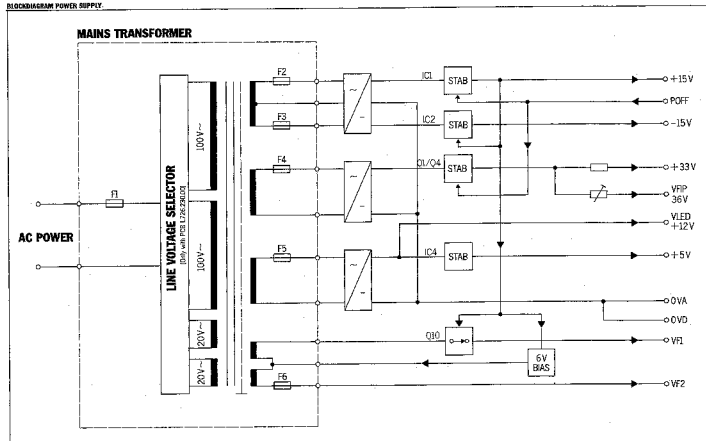 BLOCKDIAGRAM POWER SUPPLY
MAINS TRANSFORMER
F2
IC1
STAB
+15V
POFF
F3
IC2
STAB
-15V
100V~
F4
Q1/Q4
STAB
+33V
F1
VFIP
36V
LINE VOLTAGE SELECTOR
VLED
+12V
AC POWER
100V~
F5
IC4
STAB
+5V
0VA
0VD
20V~
Q10
VF1
6V
BIAS
20V~
F6
VF2